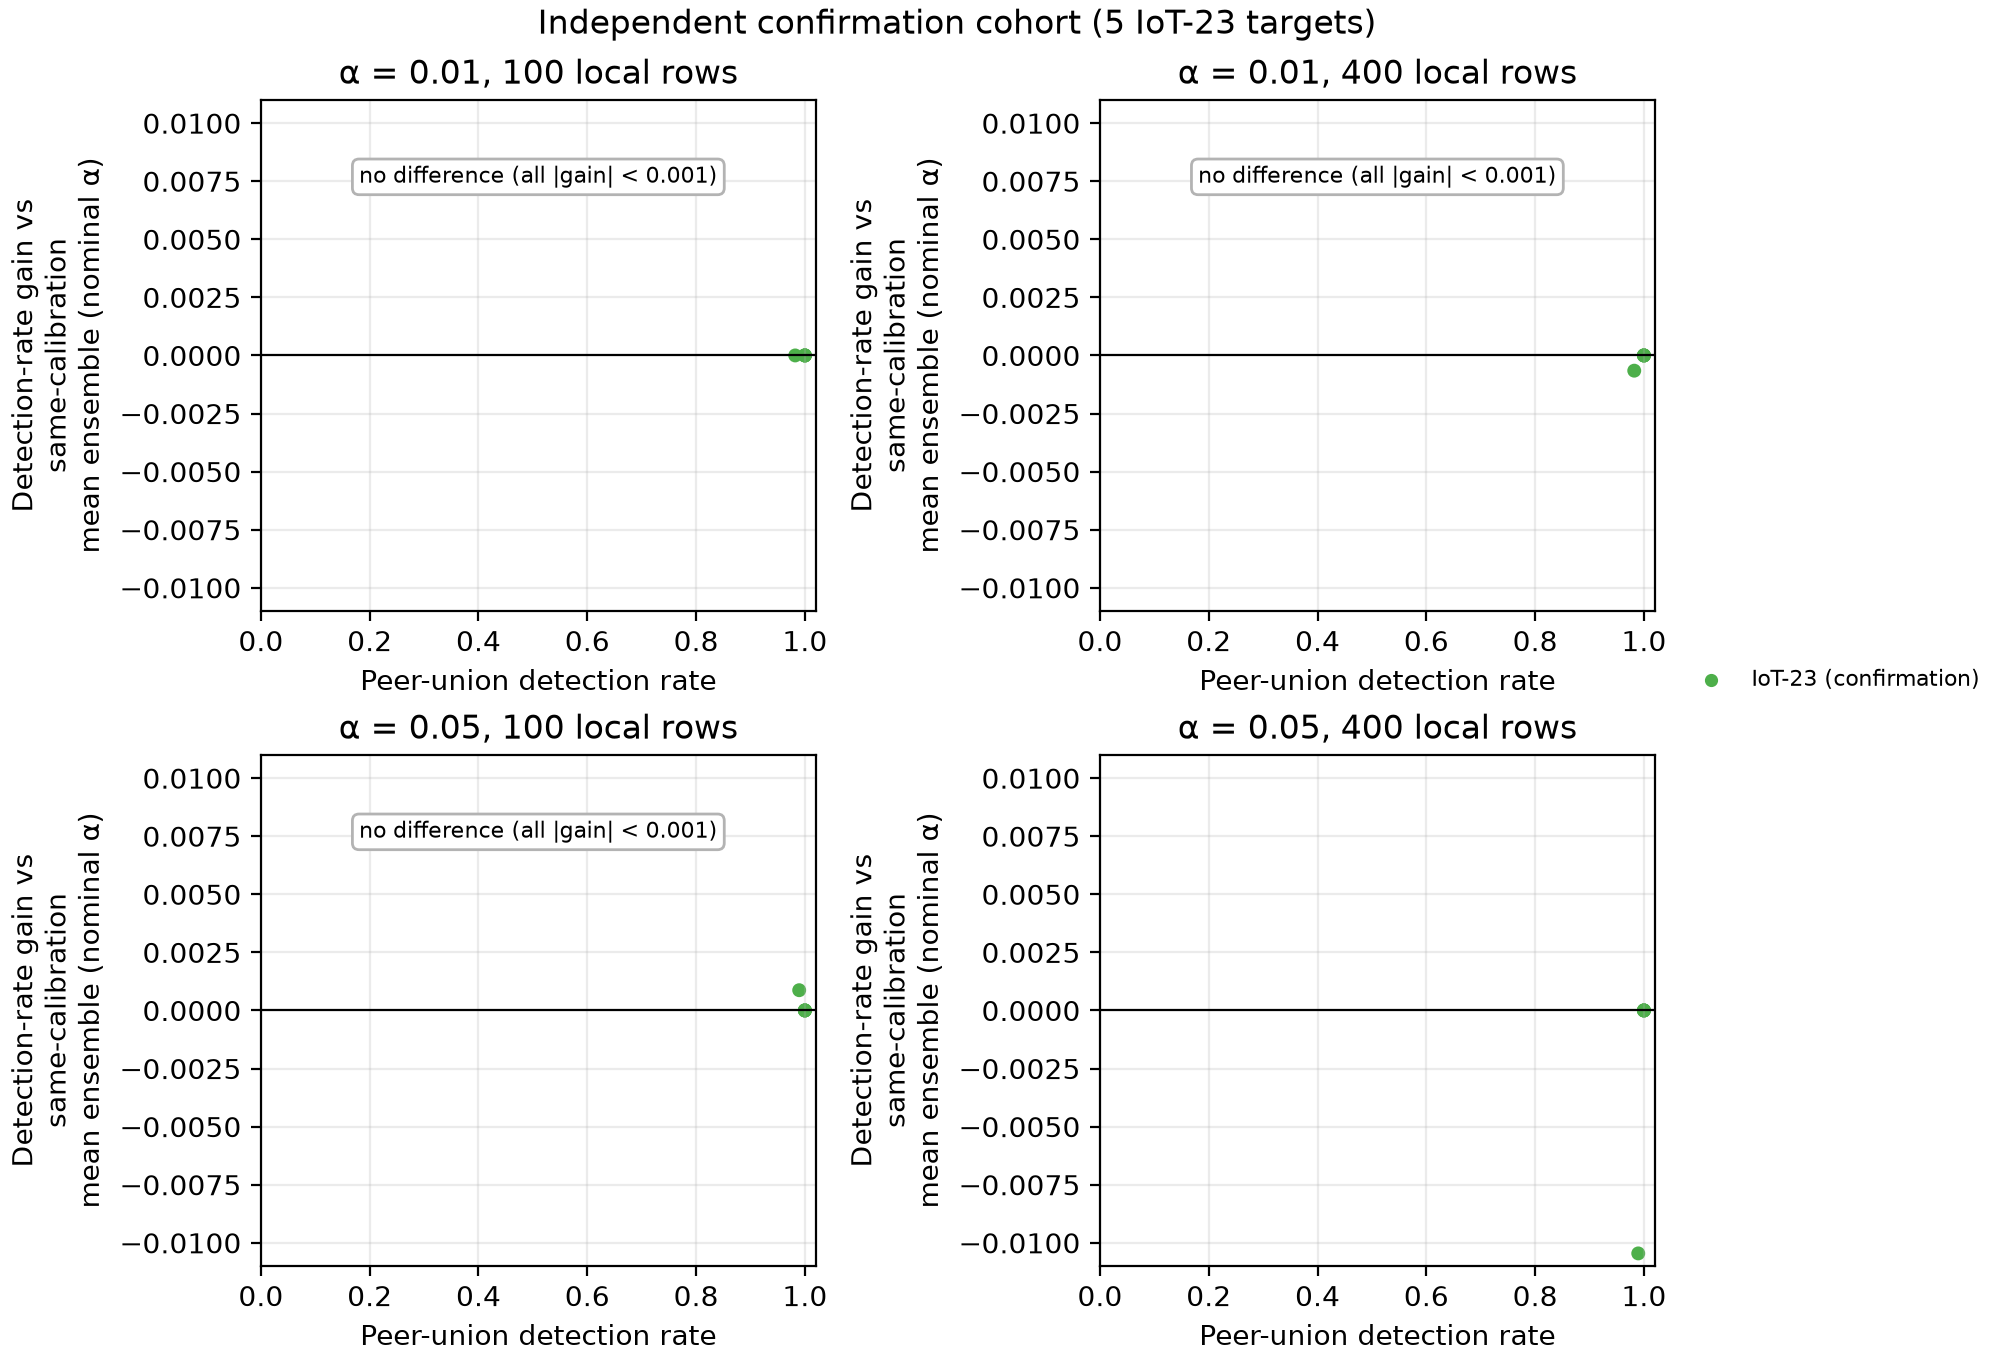 Independent confirmation cohort (5 IoT-23 targets)
α = 0.01, 100 local rows
Detection-rate gain vs
same-calibration
mean ensemble (nominal α)
0.0100
0.0075
0.0050
0.0025
0.0000
−0.0025
−0.0050
−0.0075
−0.0100
no difference (all |gain| < 0.001)
0.0 0.2 0.4 0.6 0.8 1.0
Peer-union detection rate
α = 0.01, 400 local rows
Detection-rate gain vs
same-calibration
mean ensemble (nominal α)
0.0100
0.0075
0.0050
0.0025
0.0000
−0.0025
−0.0050
−0.0075
−0.0100
no difference (all |gain| < 0.001)
0.0 0.2 0.4 0.6 0.8 1.0
Peer-union detection rate
IoT-23 (confirmation)
α = 0.05, 100 local rows
Detection-rate gain vs
same-calibration
mean ensemble (nominal α)
0.0100
0.0075
0.0050
0.0025
0.0000
−0.0025
−0.0050
−0.0075
−0.0100
no difference (all |gain| < 0.001)
0.0 0.2 0.4 0.6 0.8 1.0
Peer-union detection rate
α = 0.05, 400 local rows
Detection-rate gain vs
same-calibration
mean ensemble (nominal α)
0.0100
0.0075
0.0050
0.0025
0.0000
−0.0025
−0.0050
−0.0075
−0.0100
0.0 0.2 0.4 0.6 0.8 1.0
Peer-union detection rate